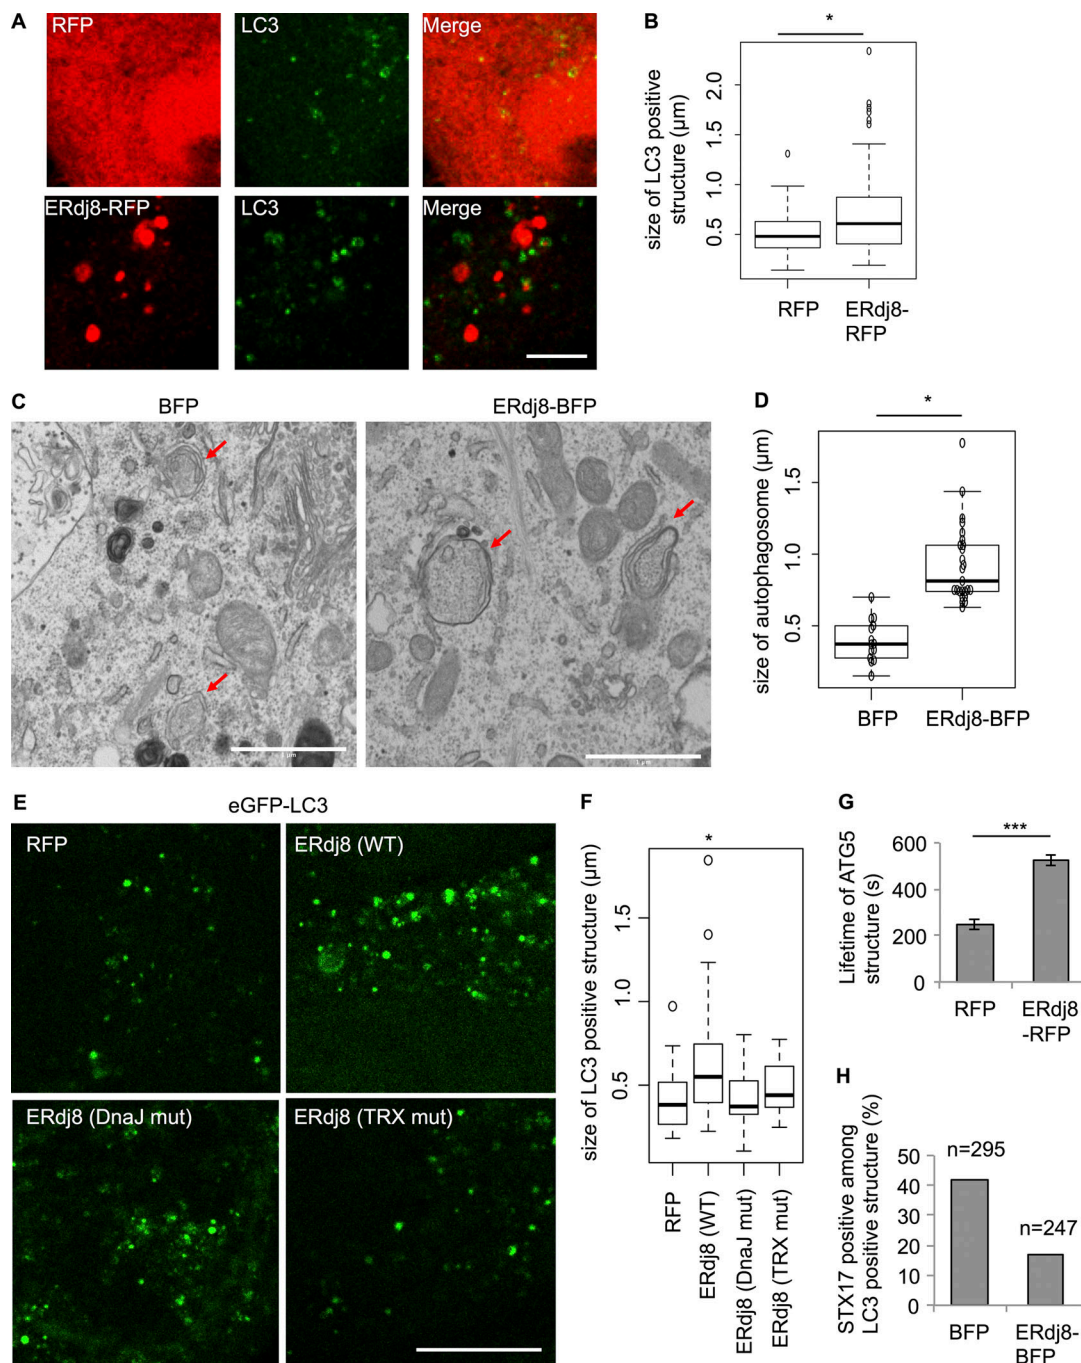 A
RFP
LC3
Merge
ERdj8-RFP
LC3
Merge
B
*
size of LC3 positive
structure (μm)
2.0
1.5
1.0
0.5
RFP
ERdj8-
RFP
C
BFP
ERdj8-BFP
1 μm
1 μm
D
*
size of autophagosome (μm)
1.5
1.0
0.5
BFP
ERdj8-BFP
E
eGFP-LC3
RFP
ERdj8 (WT)
ERdj8 (DnaJ mut)
ERdj8 (TRX mut)
F
*
size of LC3 positive structure (μm)
1.5
1.0
0.5
RFP
ERdj8 (WT)
ERdj8 (DnaJ mut)
ERdj8 (TRX mut)
G
***
Lifetime of ATG5
structure (s)
600
400
200
0
RFP
ERdj8
-RFP
H
STX17 positive among
LC3 positive structure (%)
50
40
30
20
10
0
n=295
n=247
BFP
ERdj8-
BFP